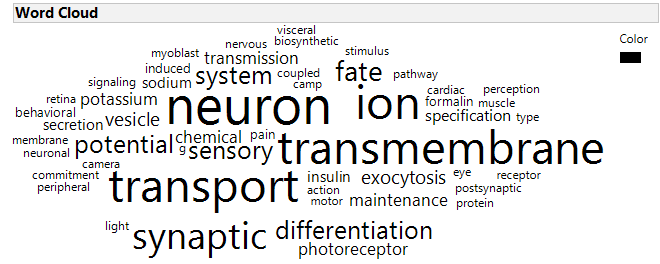 Word Cloud
Color
visceral
nervous biosynthetic
myoblast transmission stimulus
induced system coupled fate pathway
signaling sodium camp cardiac perception
retina potassium neuron ion formalin muscle
behavioral vesicle specification type
secretion
membrane potential chemical pain transmembrane
neuronal g sensory
camera
commitment transport insulin exocytosis eye receptor
peripheral action postsynaptic
motor maintenance protein
light synaptic differentiation
photoreceptor